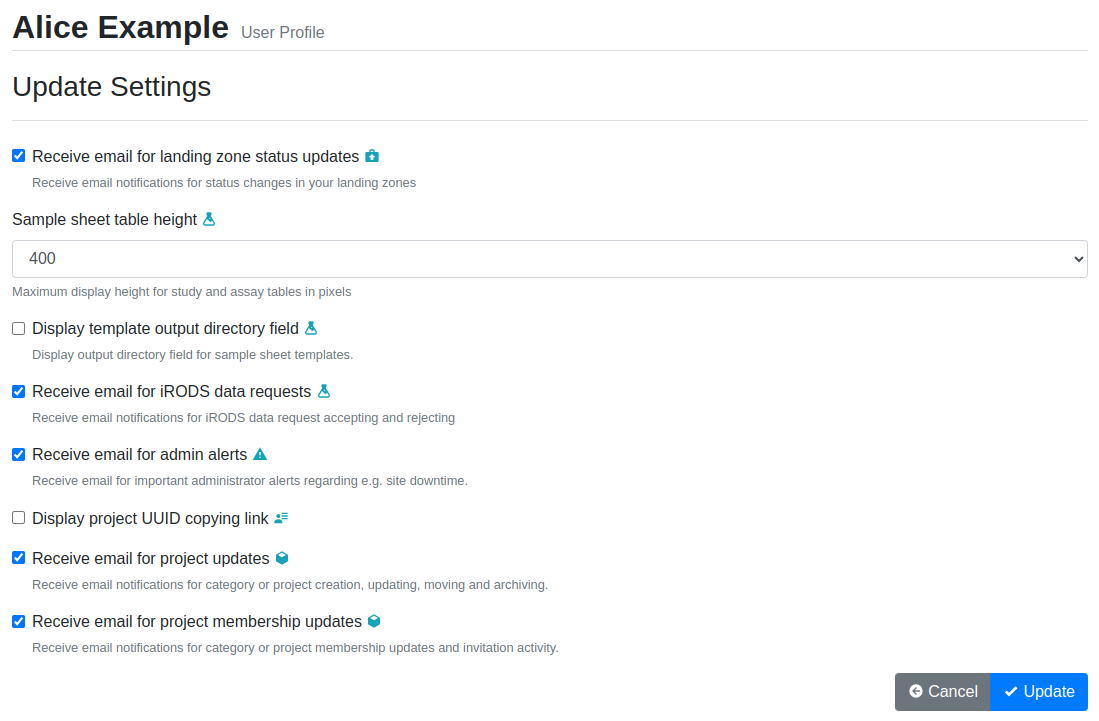 Alice Example User Profile
Update Settings
Receive email for landing zone status updates
Receive email notifications for status changes in your landing zones
Sample sheet table height
400
Maximum display height for study and assay tables in pixels
Display template output directory field
Display output directory field for sample sheet templates.
Receive email for iRODS data requests
Receive email notifications for iRODS data request accepting and rejecting
Receive email for admin alerts
Receive email for important administrator alerts regarding e.g. site downtime.
Display project UUID copying link
Receive email for project updates
Receive email notifications for category or project creation, updating, moving and archiving.
Receive email for project membership updates
Receive email notifications for category or project membership updates and invitation activity.
Cancel Update